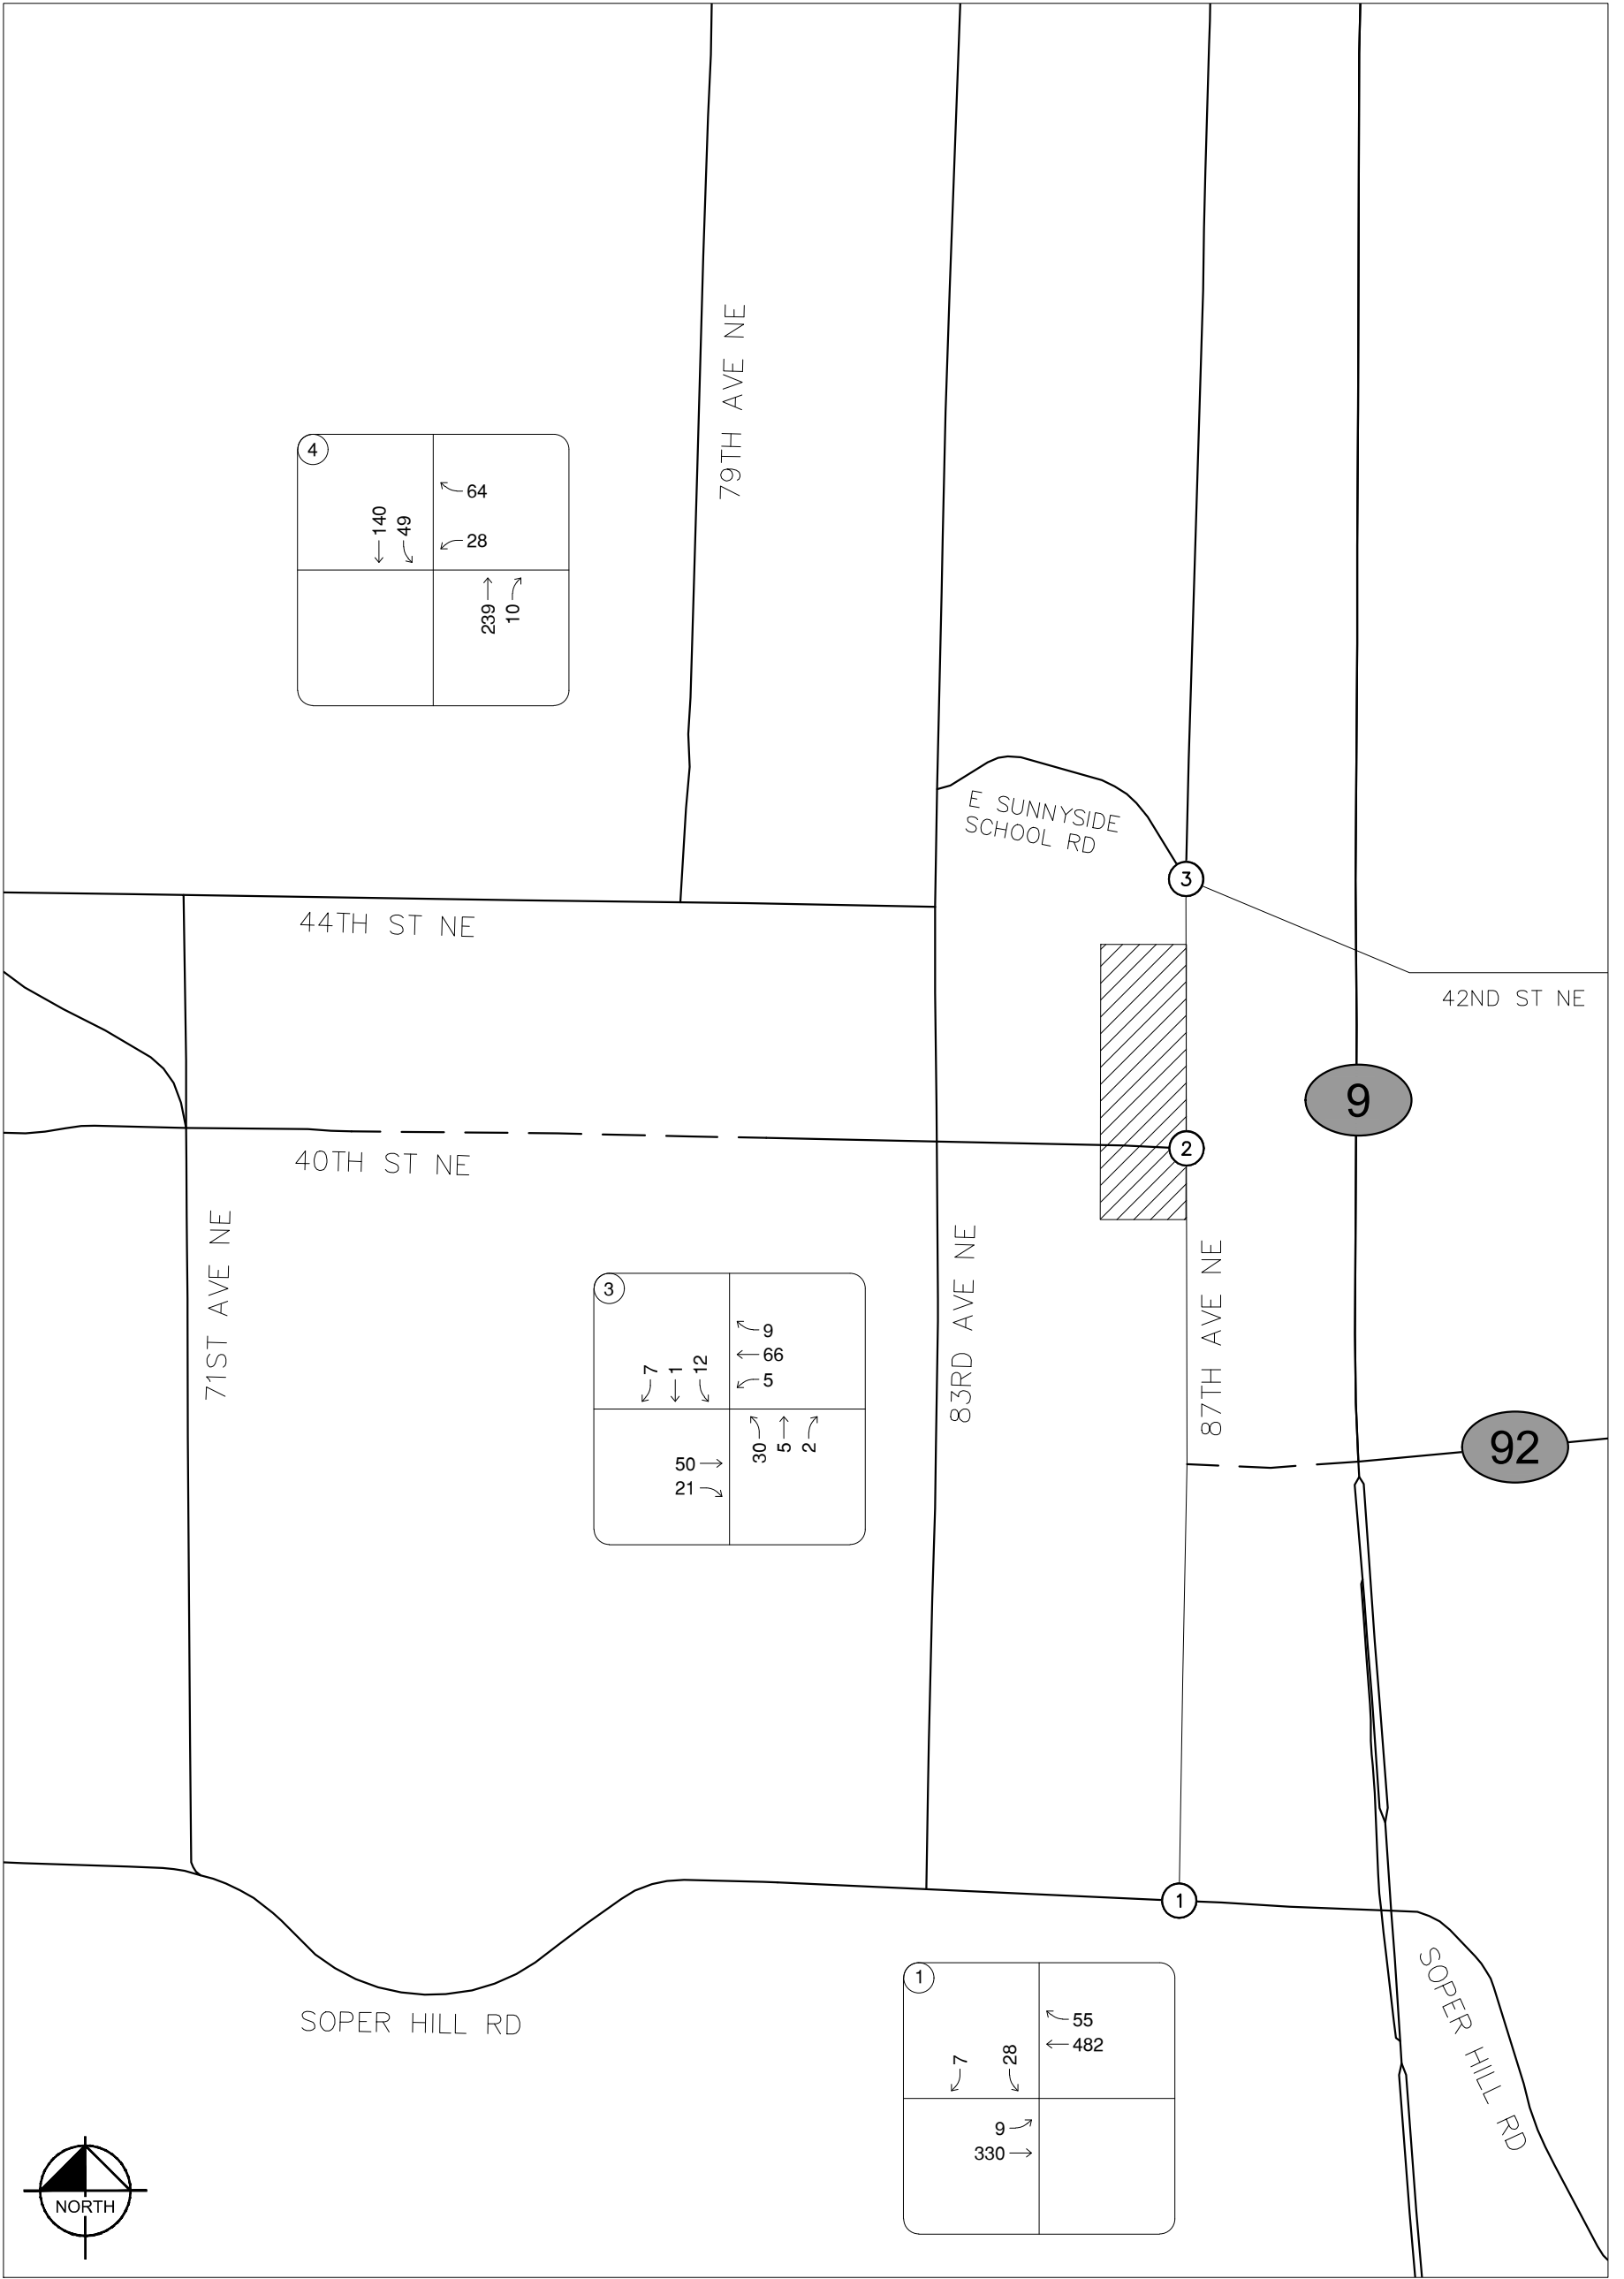 79TH AVE NE
4
140
49
64
28
239
10
E SUNNYSIDE
SCHOOL RD
3
44TH ST NE
42ND ST NE
9
2
40TH ST NE
71ST AVE NE
83RD AVE NE
87TH AVE NE
3
7
1
12
9
66
5
50
21
30
5
2
92
1
SOPER HILL RD
SOPER HILL RD
1
7
28
55
482
9
330
NORTH